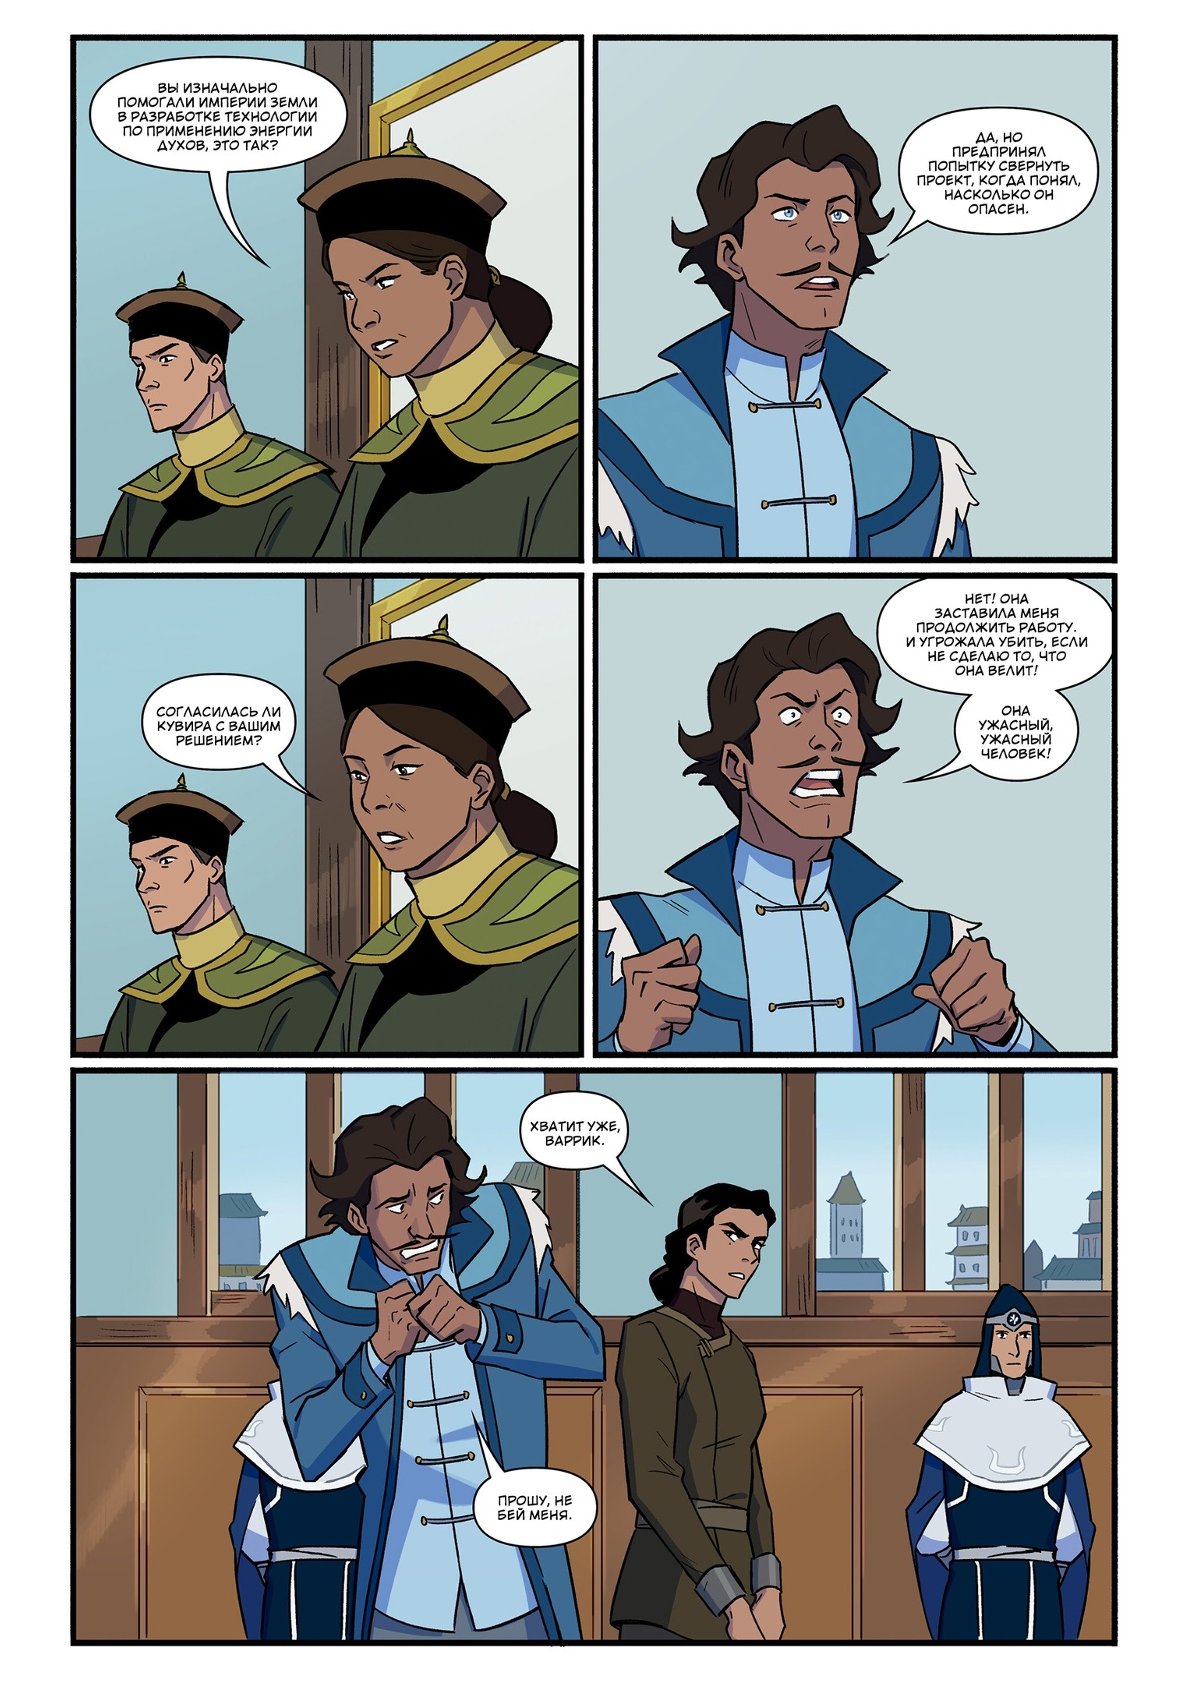 ВЫ ИЗНАЧАЛЬНО
ПОМОГАЛИ ИМПЕРИИ ЗЕМЛИ
В РАЗРАБОТКЕ ТЕХНОЛОГИИ
ПО ПРИМЕНЕНИЮ ЭНЕРГИИ
ДУХОВ, ЭТО ТАК?
ДА, НО
ПРЕДПРИНЯЛ
ПОПЫТКУ СВЕРНУТЬ
ПРОЕКТ, КОГДА ПОНЯЛ,
НАСКОЛЬКО ОН
ОПАСЕН.
СОГЛАСИЛАСЬ ЛИ
КУВИРА С ВАШИМ
РЕШЕНИЕМ?
НЕТ! ОНА
ЗАСТАВИЛА МЕНЯ
ПРОДОЛЖИТЬ РАБОТУ.
И УГРОЖАЛА УБИТЬ, ЕСЛИ
НЕ СДЕЛАЮ ТО, ЧТО
ОНА ВЕЛИТ!
ОНА
УЖАСНЫЙ,
УЖАСНЫЙ
ЧЕЛОВЕК!
ХВАТИТ УЖЕ,
ВАРРИК.
ПРОШУ, НЕ
БЕЙ МЕНЯ.